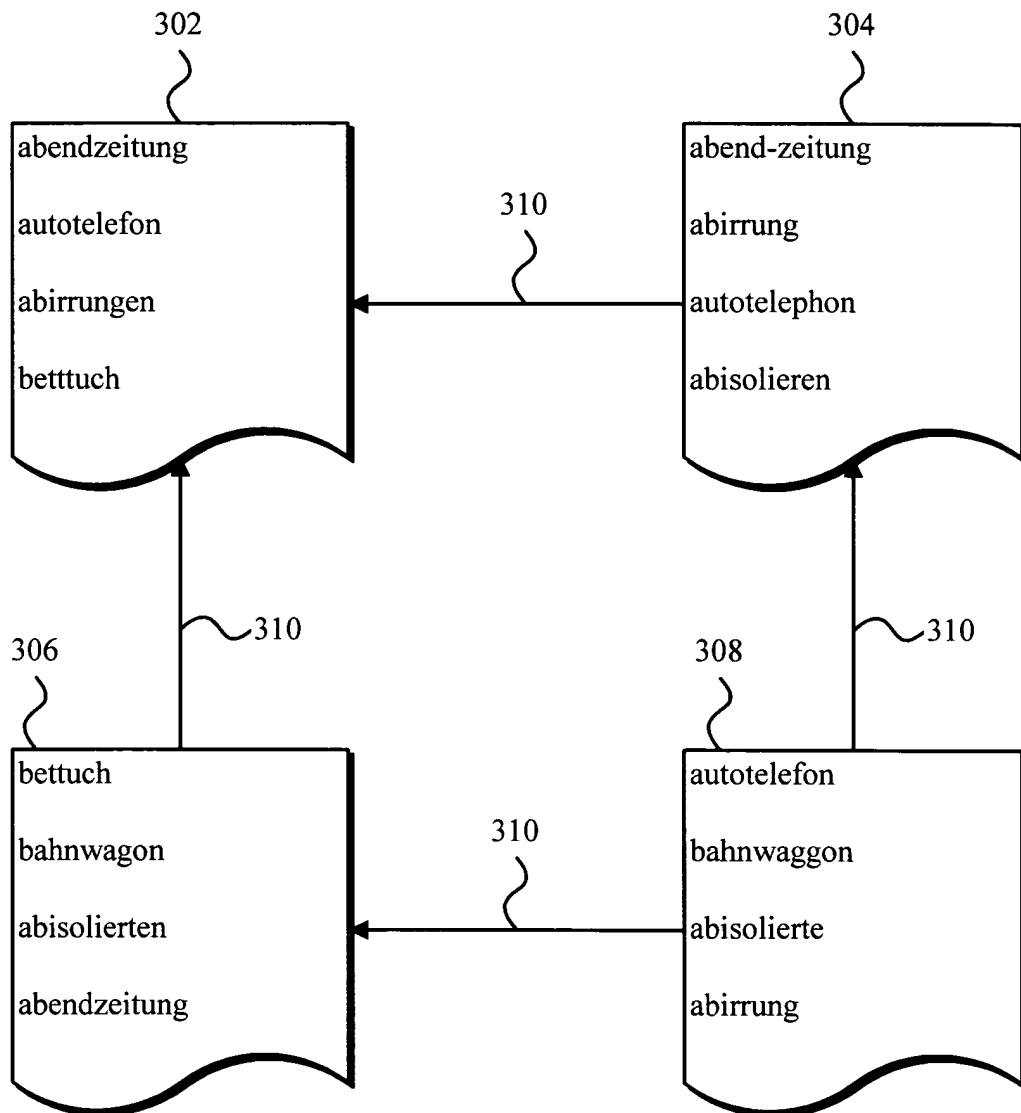 302
304
abendzeitung
autotelefon
abirrungen
betttuch
310
abend-zeitung
abirrung
autotelephon
abisolieren
310
310
306
308
bettuch
bahnwagon
abisolierten
abendzeitung
310
autotelefon
bahnwaggon
abisolierte
abirrung